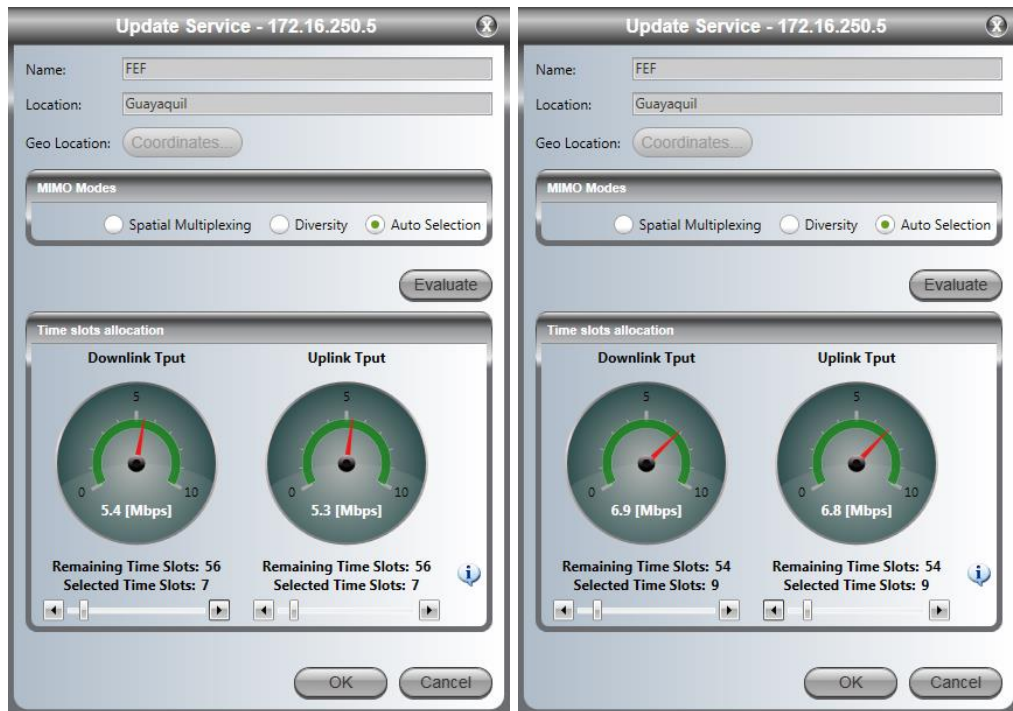 Update Service - 172.16.250.5
X
Name: FEF
Location: Guayaquil
Geo Location: Coordinates...
MIMO Modes
Spatial Multiplexing Diversity Auto Selection
Evaluate
Time slots allocation
Downlink Tput Uplink Tput
5 5
0 10 0 10
5.4 [Mbps] 5.3 [Mbps]
Remaining Time Slots: 56 Remaining Time Slots: 56
Selected Time Slots: 7 Selected Time Slots: 7
i
OK Cancel
Update Service - 172.16.250.5
X
Name: FEF
Location: Guayaquil
Geo Location: Coordinates...
MIMO Modes
Spatial Multiplexing Diversity Auto Selection
Evaluate
Time slots allocation
Downlink Tput Uplink Tput
5 5
0 10 0 10
6.9 [Mbps] 6.8 [Mbps]
Remaining Time Slots: 54 Remaining Time Slots: 54
Selected Time Slots: 9 Selected Time Slots: 9
i
OK Cancel